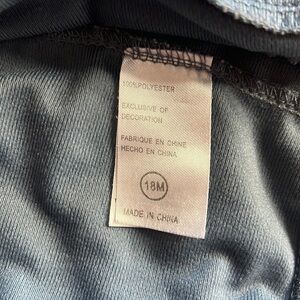 100%POLYESTER
EXCLUSIVE OF
DECORATION
FABRIQUE EN CHINE
HECHO EN CHINA
18M
MADE IN CHINA